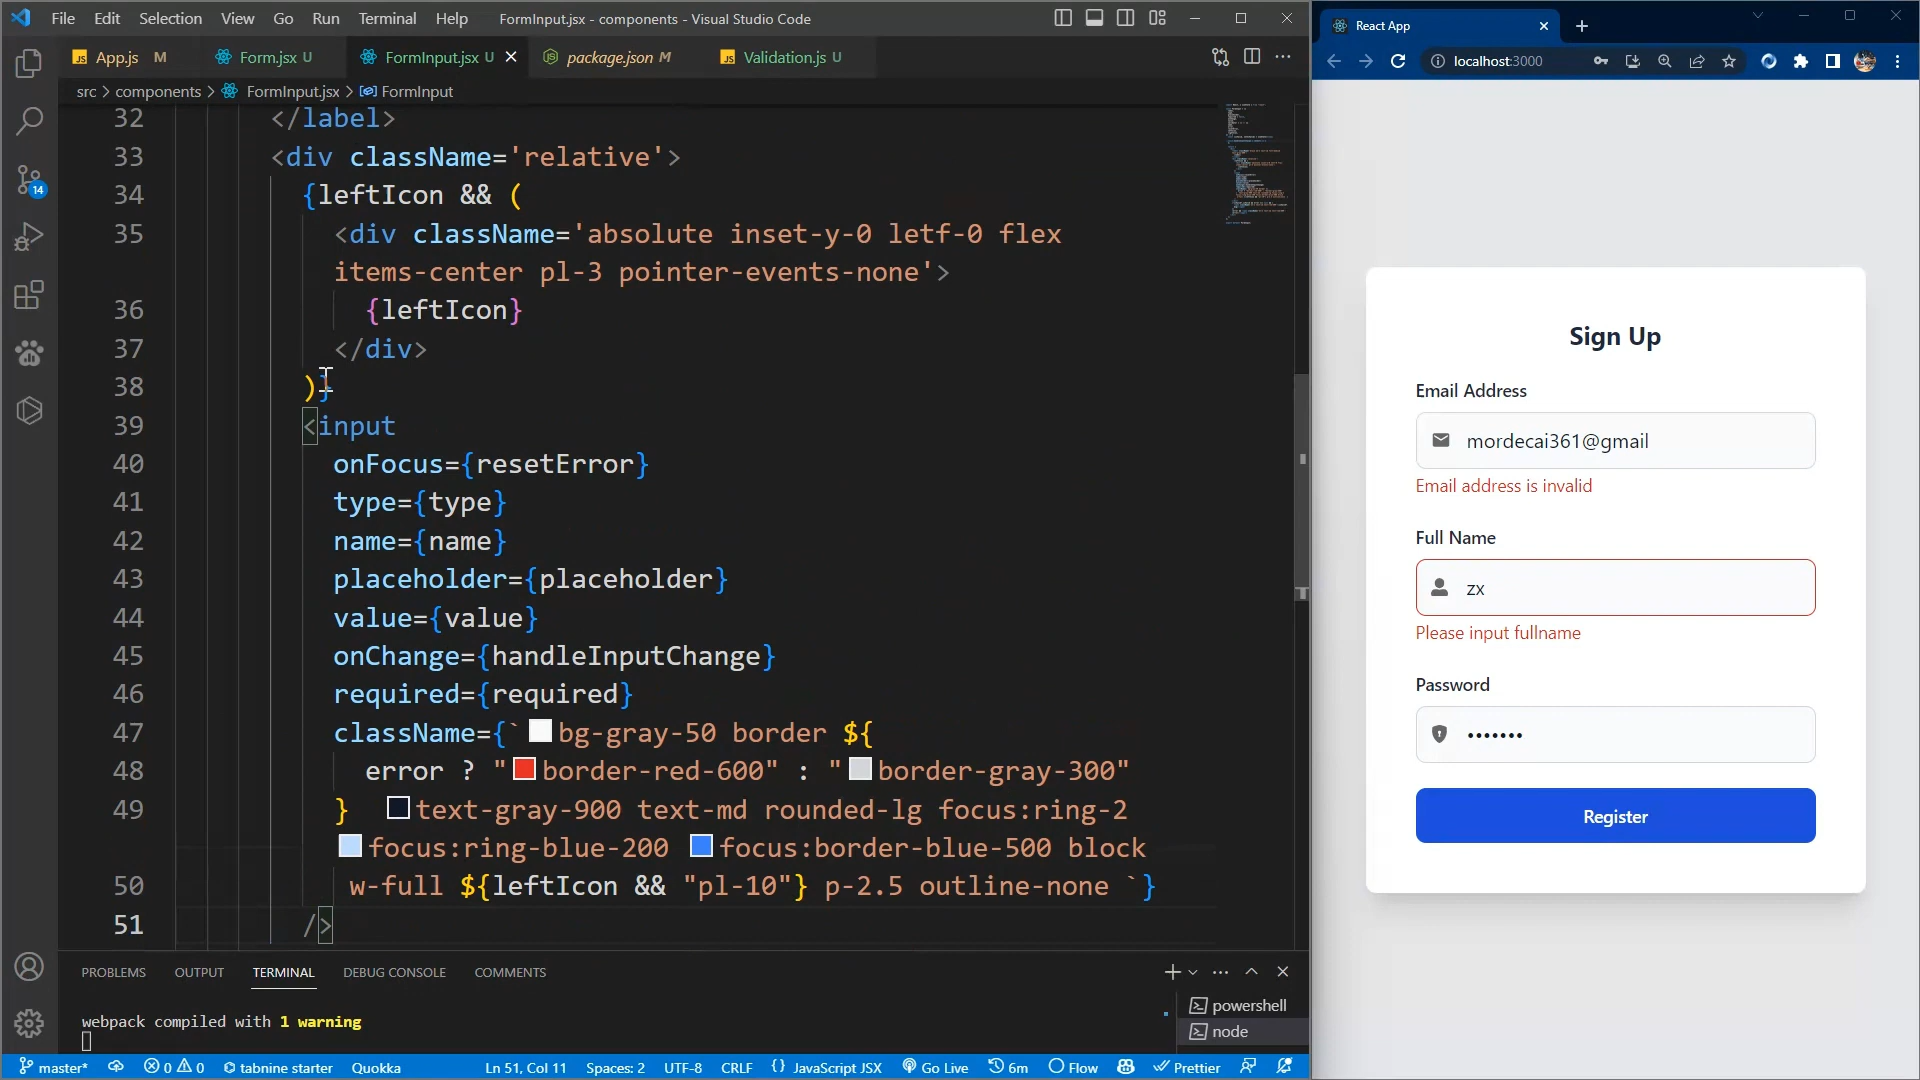 File Edit Selection View Go Run Terminal Help FormInput.jsx - components - Visual Studio Code
App.js M Form.jsx U FormInput.jsx U package.json M Validation.js U
src > components > FormInput.jsx > FormInput
32 </label>
33 <div className='relative'>
34 {leftIcon && (
35 <div className='absolute inset-y-0 letf-0 flex
items-center pl-3 pointer-events-none'>
36 {leftIcon}
37 </div>
38 )}
39 <input
40 onFocus={resetError}
41 type={type}
42 name={name}
43 placeholder={placeholder}
44 value={value}
45 onChange={handleInputChange}
46 required={required}
47 className={`bg-gray-50 border ${
48 error ? "border-red-600" : "border-gray-300"
49 } text-gray-900 text-md rounded-lg focus:ring-2
focus:ring-blue-200 focus:border-blue-500 block
50 w-full ${leftIcon && "pl-10"} p-2.5 outline-none `}
51 />
PROBLEMS OUTPUT TERMINAL DEBUG CONSOLE COMMENTS
webpack compiled with 1 warning
powershell
node
14
master* 0 0 tabnine starter Quokka Ln 51, Col 11 Spaces: 2 UTF-8 CRLF {} JavaScript JSX Go Live 6m Flow Prettier
React App
localhost:3000
Sign Up
Email Address
mordecai361@gmail
Email address is invalid
Full Name
zx
Please input fullname
Password
•••••••
Register